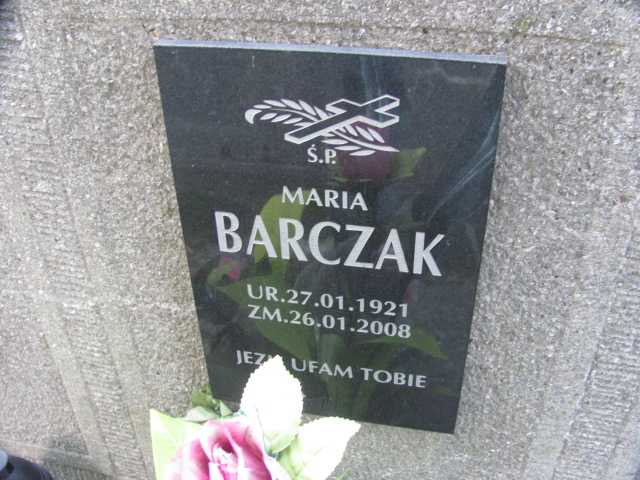 Ś.P.
MARIA
BARCZAK
UR.27.01.1921
ZM.26.01.2008
UFAM TOBIE